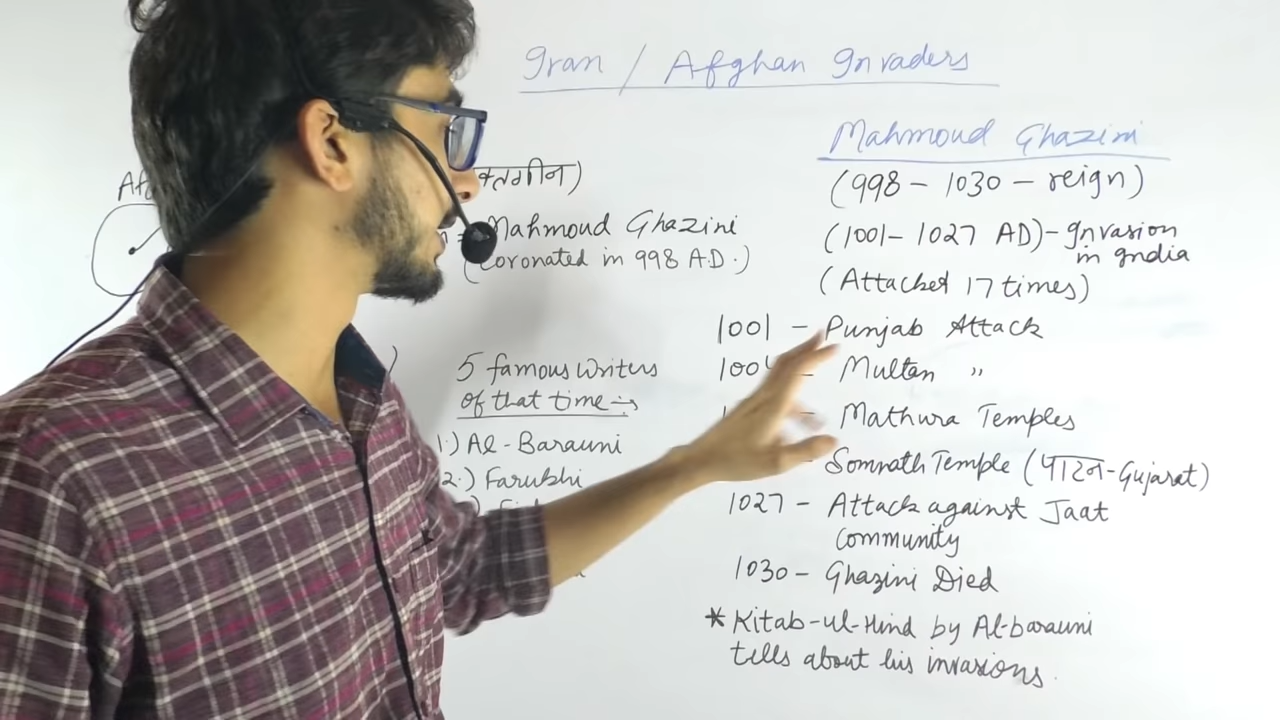 Iran / Afghan Invaders
Mahmoud Ghazini
(998 - 1030 - reign)
(1001 - 1027 AD) - Invasion
in India
(Attacked 17 times)
1001 - Punjab Attack
Multan "
Mathura Temples
Somnath Temple (पाटन - Gujarat)
1027 - Attack against Jaat
community
1030 - Ghazini Died
* Kitab-ul-Hind by Al-barauni
tells about his invasions.
Mahmoud Ghazini
(Coronated in 998 AD.)
5 famous writers
of that time :-
1.) Al-Barauni
2.) Farukhi